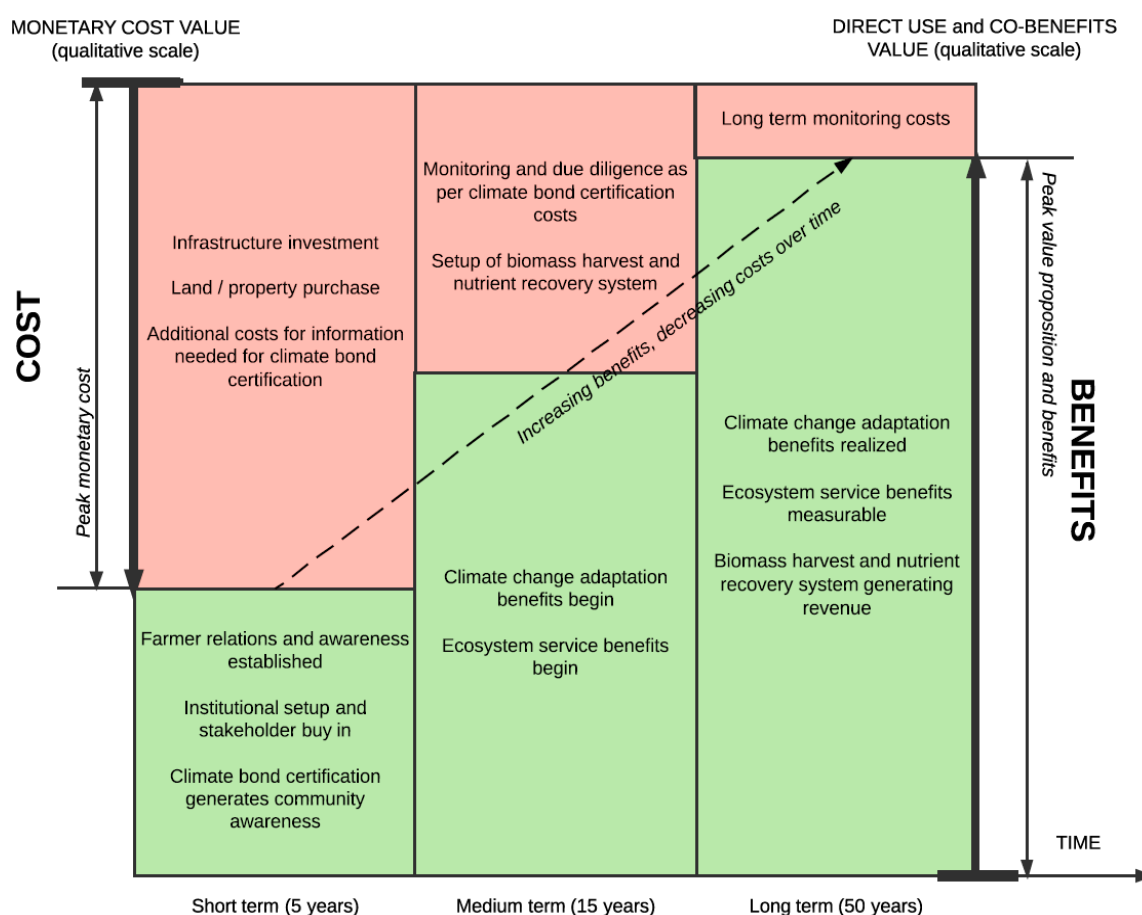 MONETARY COST VALUE
(qualitative scale)
DIRECT USE and CO-BENEFITS
VALUE (qualitative scale)
COST
Peak monetary cost
Infrastructure investment
Land / property purchase
Additional costs for information
needed for climate bond
certification
Monitoring and due diligence as
per climate bond certification
costs
Setup of biomass harvest and
nutrient recovery system
Long term monitoring costs
Increasing benefits, decreasing costs over time
Farmer relations and awareness
established
Institutional setup and
stakeholder buy in
Climate bond certification
generates community
awareness
Climate change adaptation
benefits begin
Ecosystem service benefits
begin
Climate change adaptation
benefits realized
Ecosystem service benefits
measurable
Biomass harvest and nutrient
recovery system generating
revenue
Peak value proposition and benefits
BENEFITS
TIME
Short term (5 years)
Medium term (15 years)
Long term (50 years)